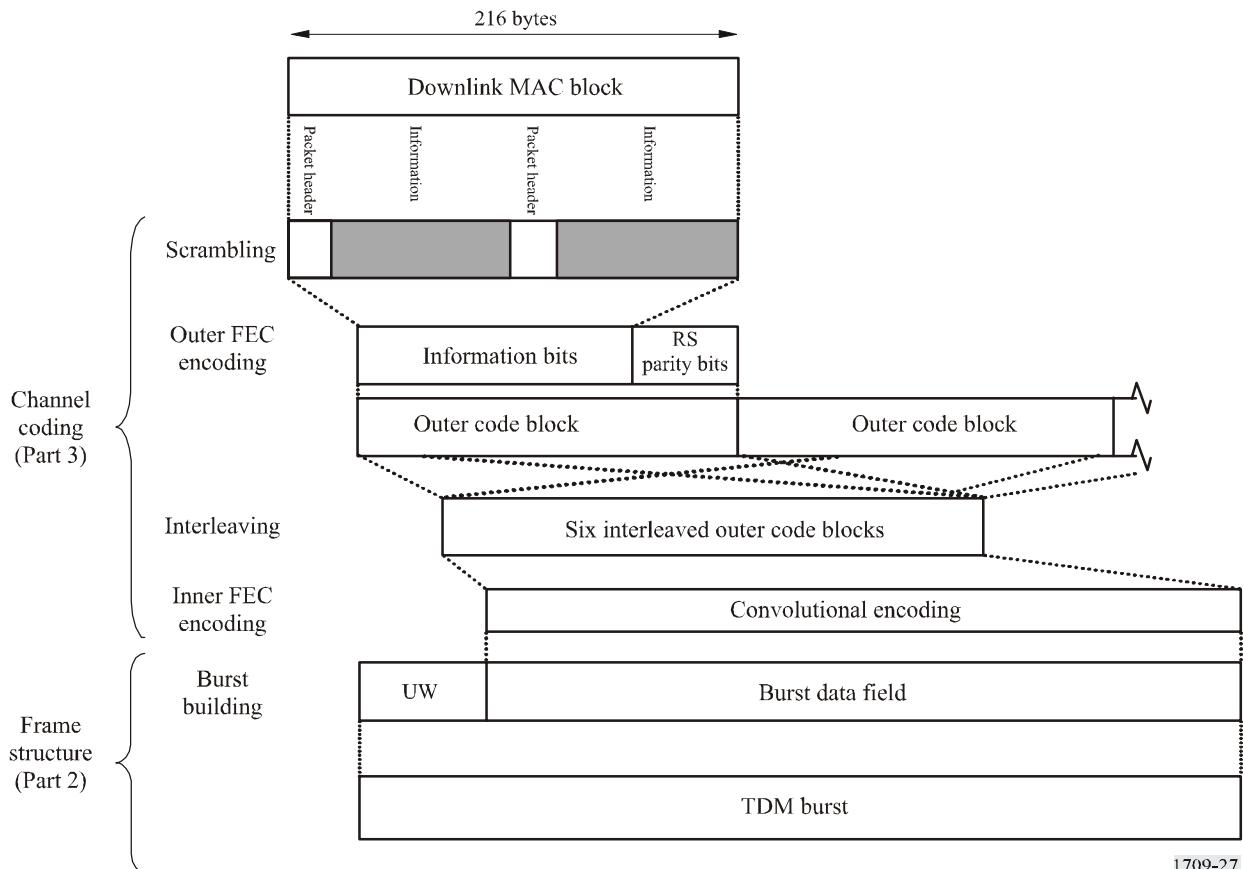 216 bytes
Downlink MAC block
Packet header
Information
Packet header
Information
Scrambling
Outer FEC
encoding
Information bits
RS
parity bits
Channel
coding
(Part 3)
Outer code block
Outer code block
Interleaving
Six interleaved outer code blocks
Inner FEC
encoding
Convolutional encoding
Burst
building
UW
Burst data field
Frame
structure
(Part 2)
TDM burst
1709-27